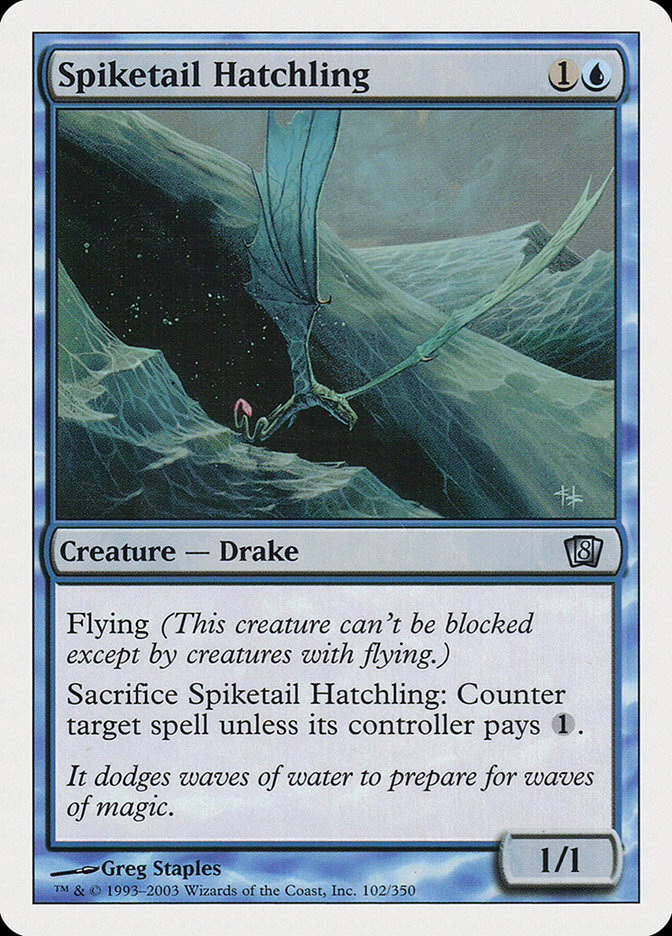 Spiketail Hatchling 1
Creature — Drake 8
Flying (This creature can't be blocked
except by creatures with flying.)
Sacrifice Spiketail Hatchling: Counter
target spell unless its controller pays 1.
It dodges waves of water to prepare for waves
of magic.
1/1
Greg Staples
™ & © 1993–2003 Wizards of the Coast, Inc. 102/350